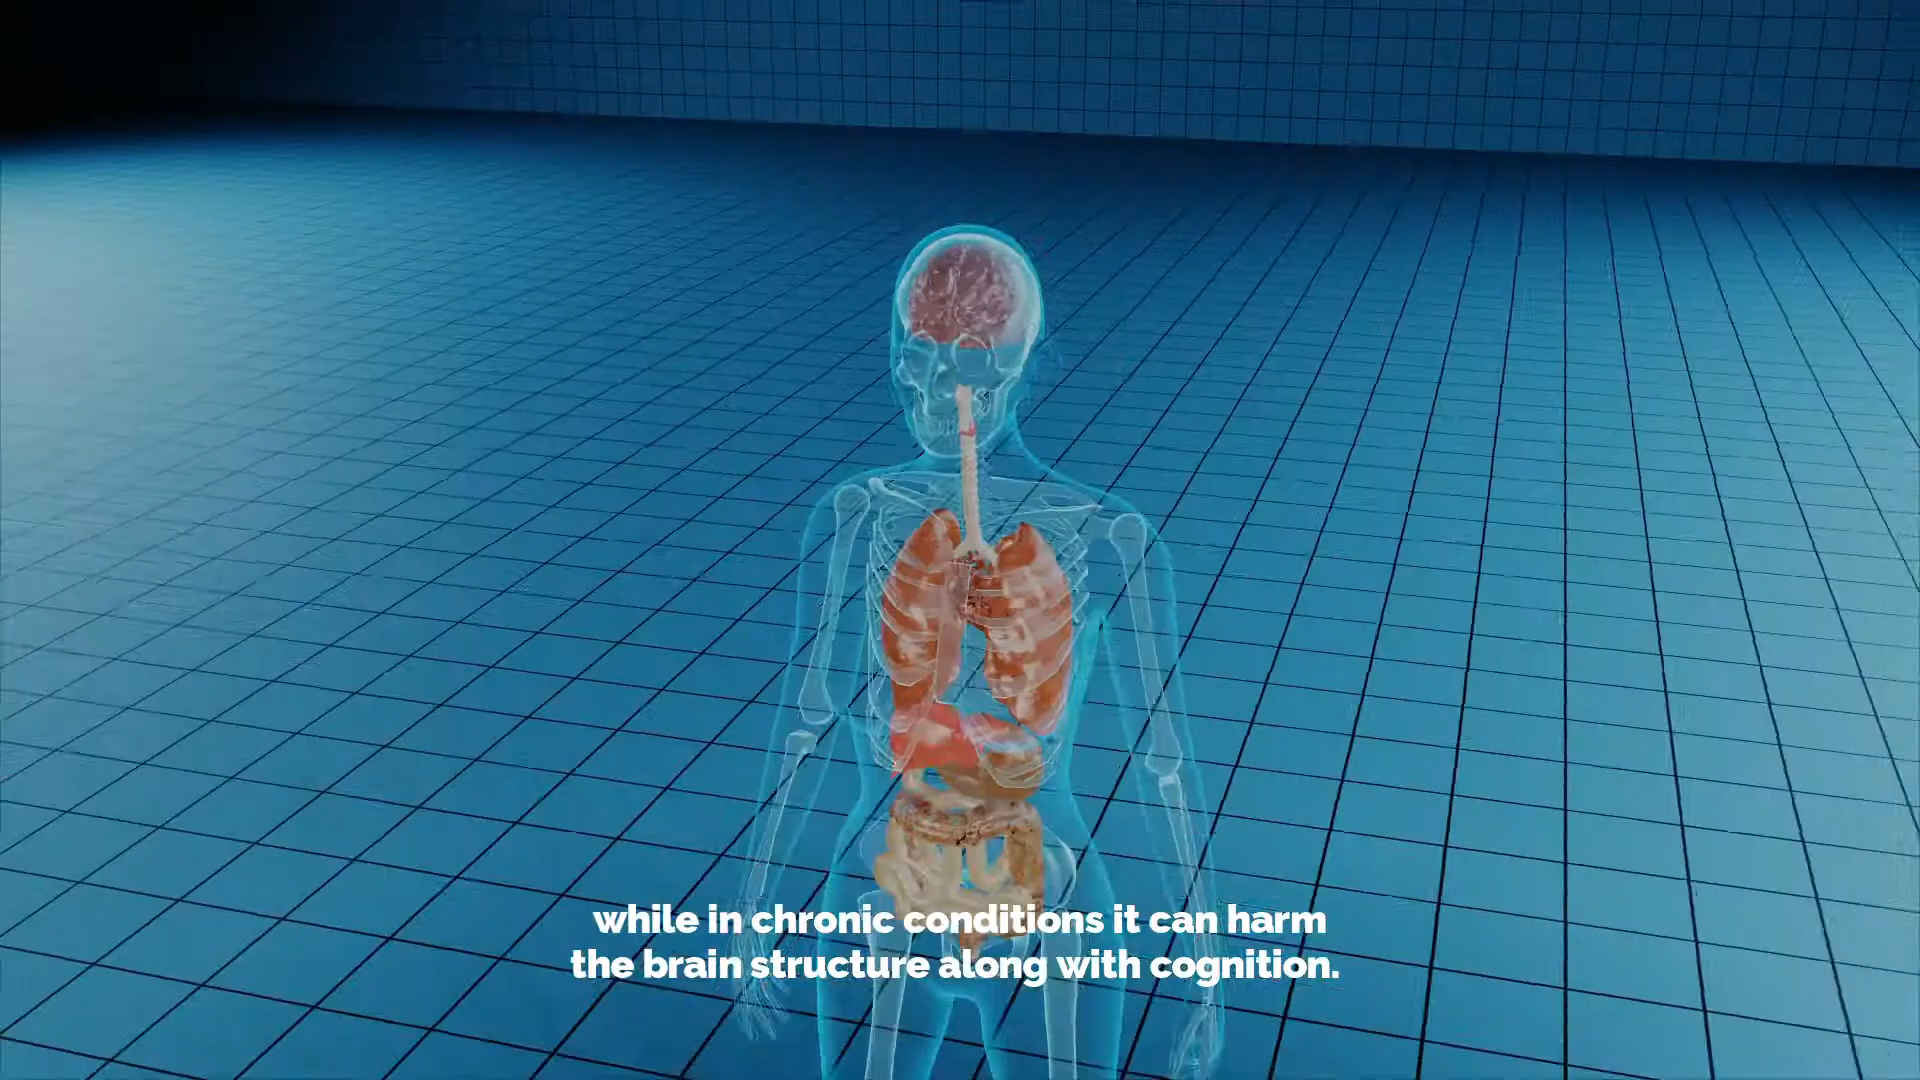 while in chronic conditions it can harm
the brain structure along with cognition.